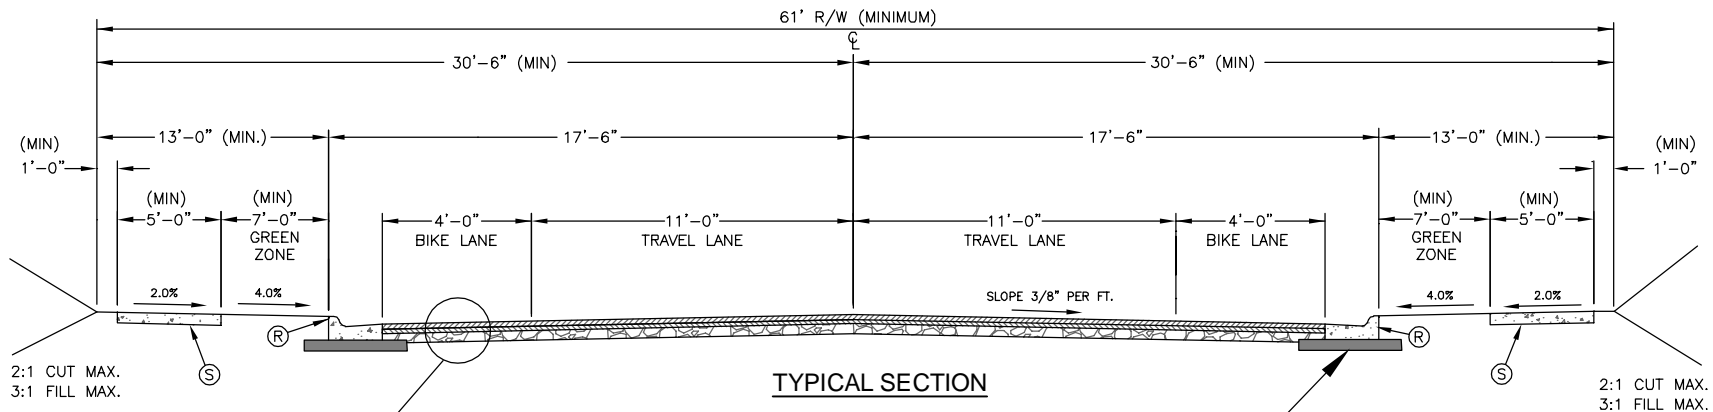 61' R/W (MINIMUM)
℄
30'-6" (MIN)
30'-6" (MIN)
13'-0" (MIN.)
17'-6"
17'-6"
13'-0" (MIN.)
(MIN)
1'-0"
(MIN)
1'-0"
(MIN)
5'-0"
(MIN)
7'-0"
GREEN
ZONE
4'-0"
BIKE LANE
11'-0"
TRAVEL LANE
11'-0"
TRAVEL LANE
4'-0"
BIKE LANE
(MIN)
7'-0"
GREEN
ZONE
(MIN)
5'-0"
2.0%
4.0%
SLOPE 3/8" PER FT.
4.0%
2.0%
R
R
S
S
2:1 CUT MAX.
3:1 FILL MAX.
TYPICAL SECTION
2:1 CUT MAX.
3:1 FILL MAX.